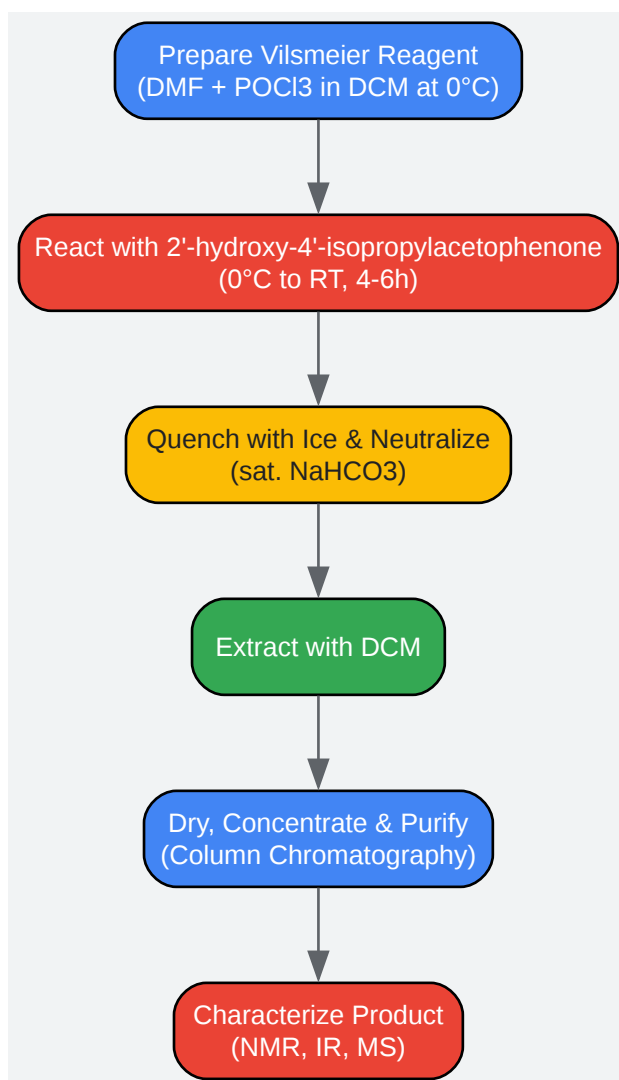 Prepare Vilsmeier Reagent
(DMF + POCl3 in DCM at 0°C)
React with 2'-hydroxy-4'-isopropylacetophenone
(0°C to RT, 4-6h)
Quench with Ice & Neutralize
(sat. NaHCO3)
Extract with DCM
Dry, Concentrate & Purify
(Column Chromatography)
Characterize Product
(NMR, IR, MS)